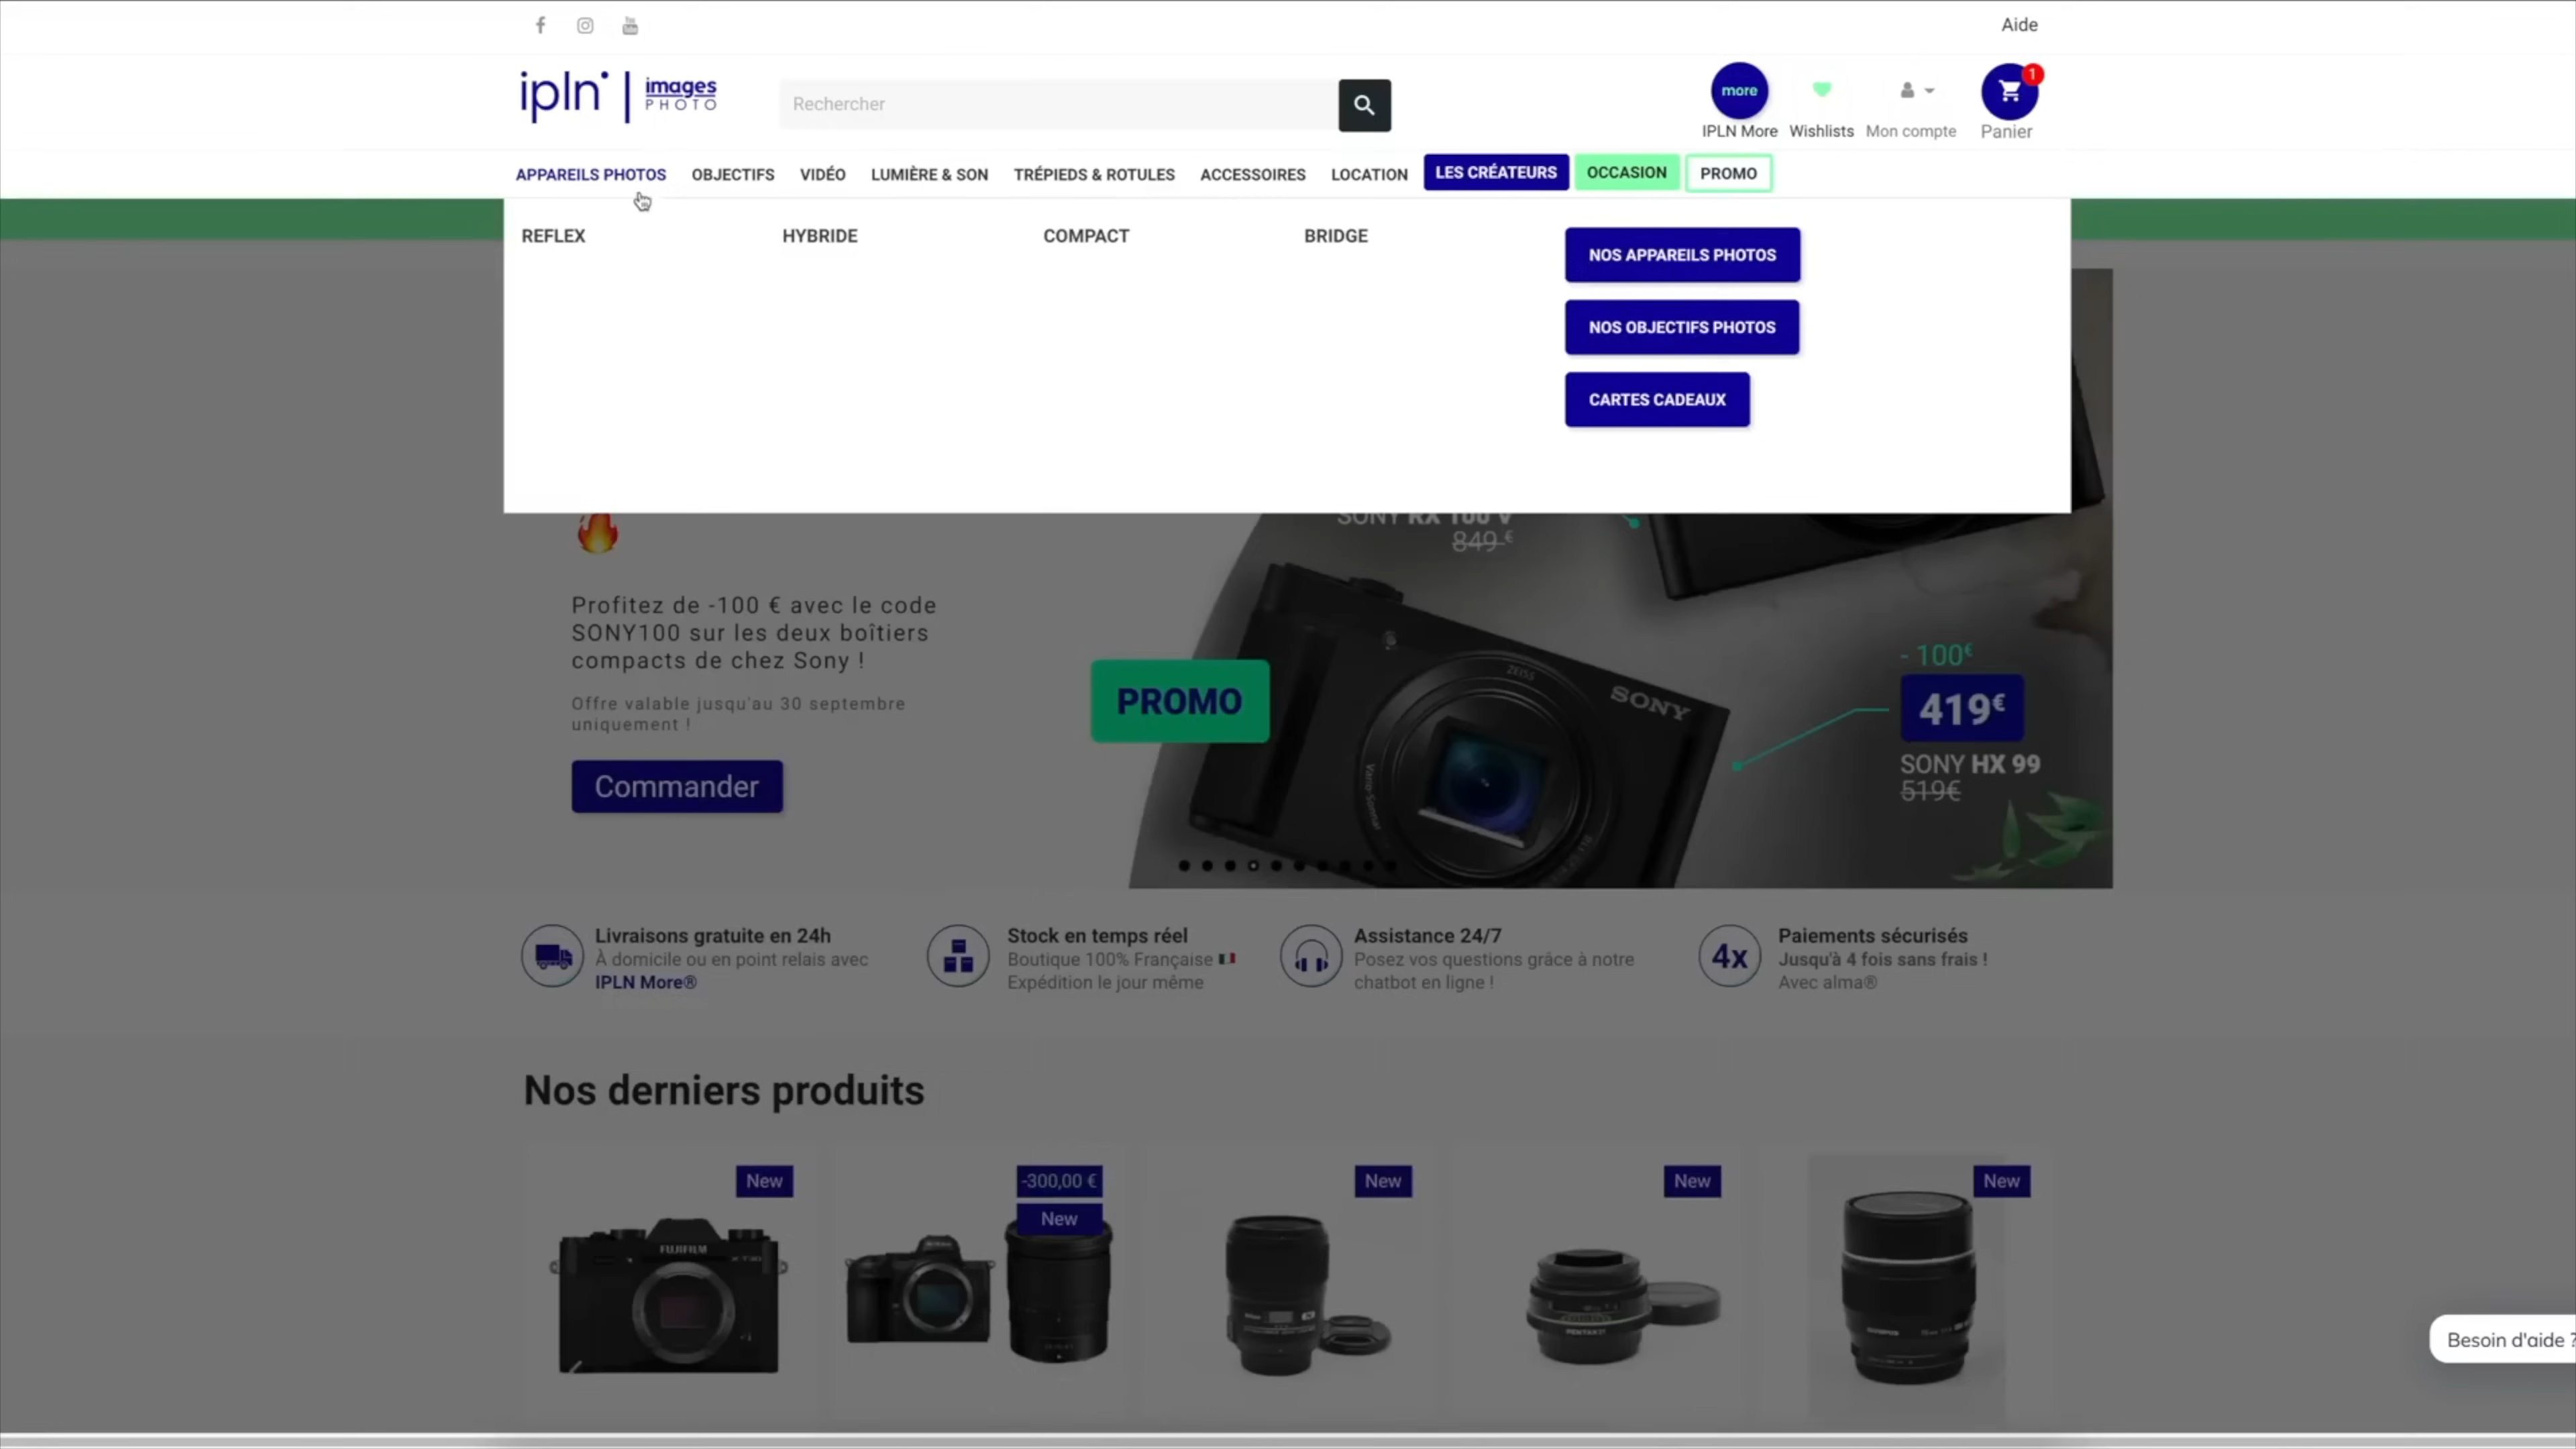 Aide
ipln | images PHOTO
Rechercher
more
1
IPLN More Wishlists Mon compte Panier
APPAREILS PHOTOS OBJECTIFS VIDÉO LUMIÈRE & SON TRÉPIEDS & ROTULES ACCESSOIRES LOCATION LES CRÉATEURS OCCASION PROMO
REFLEX HYBRIDE COMPACT BRIDGE
NOS APPAREILS PHOTOS
NOS OBJECTIFS PHOTOS
CARTES CADEAUX
SONY RX 100 V
849 €
Profitez de -100 € avec le code
SONY100 sur les deux boîtiers
compacts de chez Sony !
Offre valable jusqu'au 30 septembre
uniquement !
Commander
PROMO
ZEISS
SONY
Vario-Sonnar
- 100€
419€
SONY HX 99
519€
Livraisons gratuite en 24h
À domicile ou en point relais avec
IPLN More®
Stock en temps réel
Boutique 100% Française
Expédition le jour même
Assistance 24/7
Posez vos questions grâce à notre
chatbot en ligne !
4x
Paiements sécurisés
Jusqu'à 4 fois sans frais !
Avec alma®
Nos derniers produits
New
-300,00 €
New
New
New
New
FUJIFILM
X-T30
PENTAX
OLYMPUS
Besoin d'aide ?